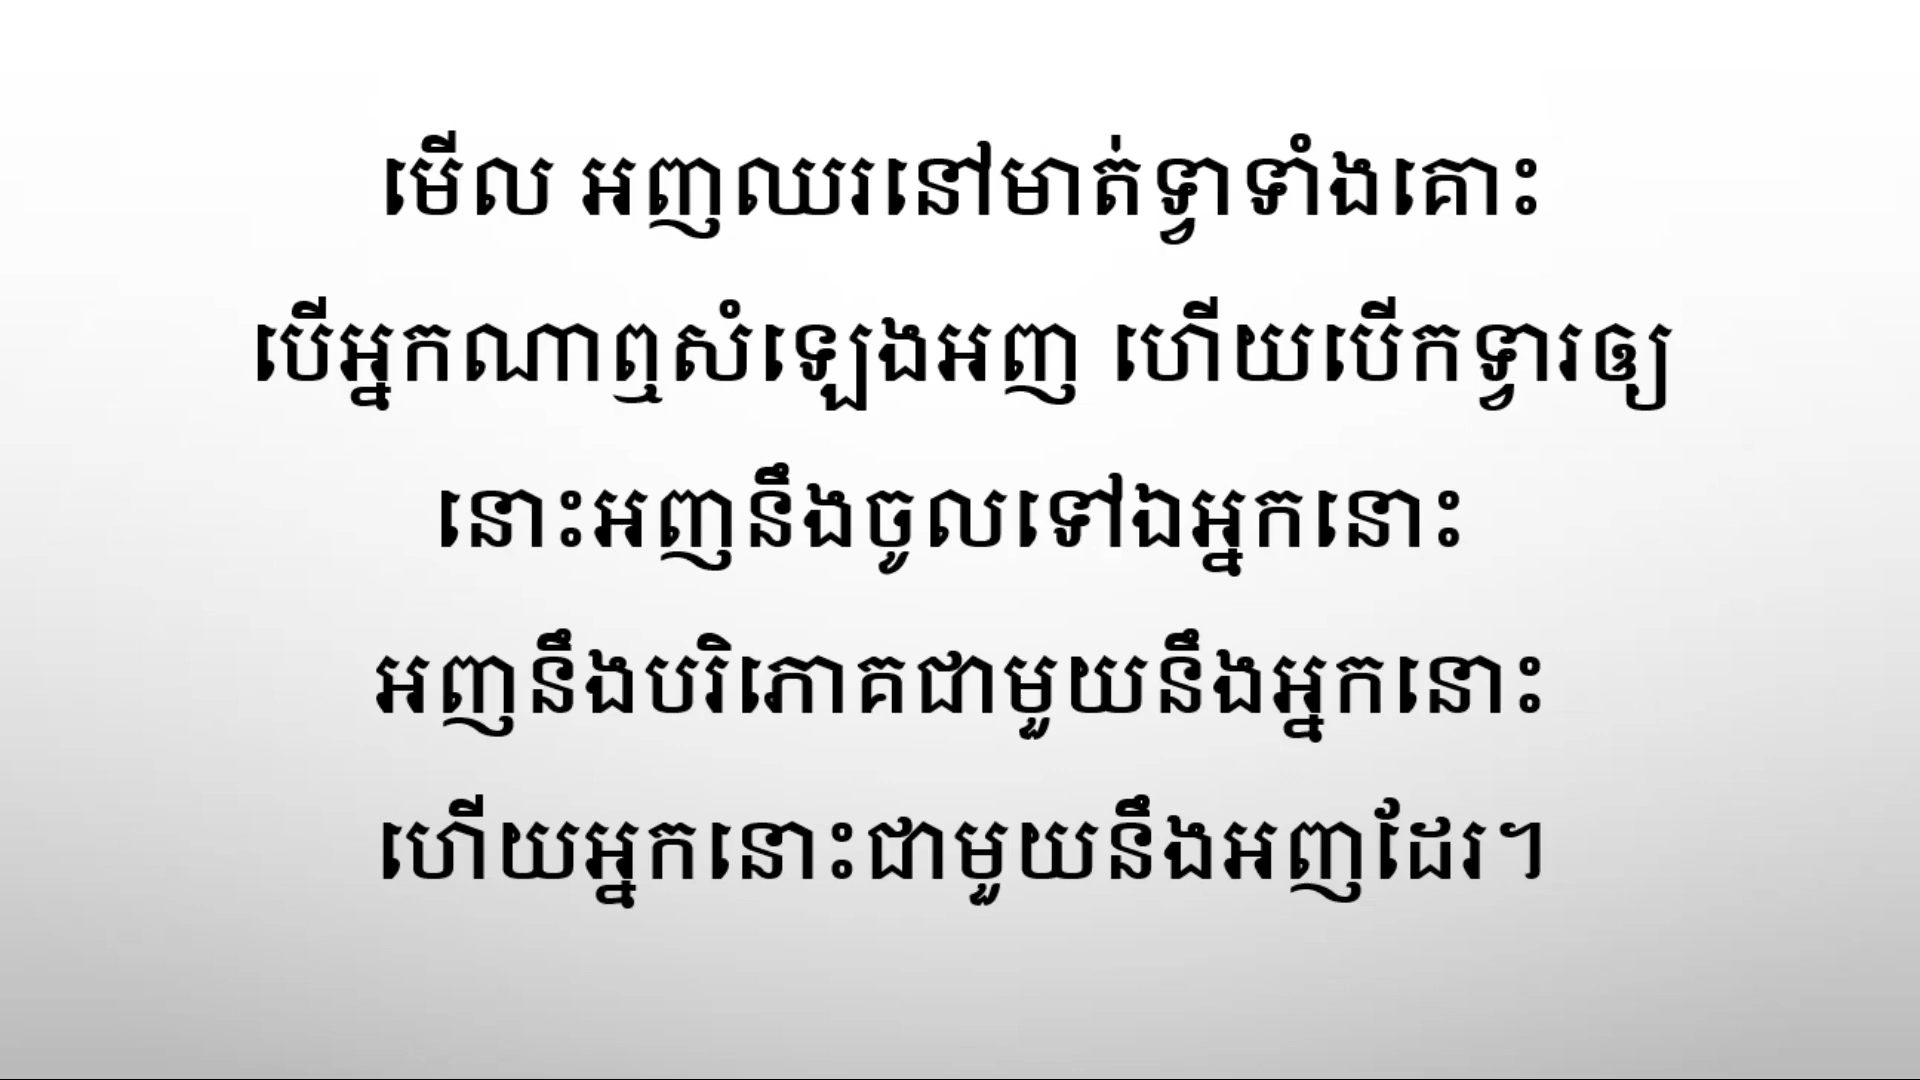 មើល អញឈរនៅមាត់ទ្វាទាំងគោះ
បើអ្នកណាឮសំឡេងអញ ហើយបើកទ្វារឲ្យ
នោះអញនឹងចូលទៅឯអ្នកនោះ
អញនឹងបរិភោគជាមួយនឹងអ្នកនោះ
ហើយអ្នកនោះជាមួយនឹងអញដែរ។